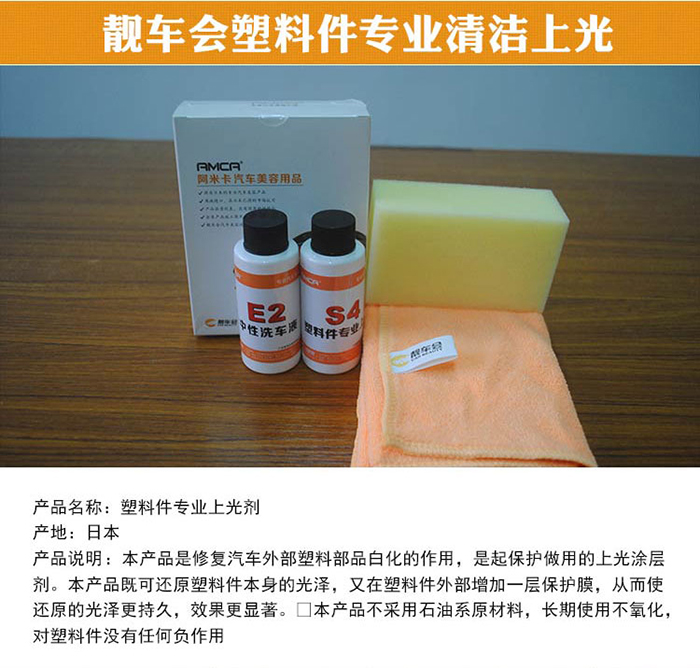 靓车会塑料件专业清洁上光
AMCA®
阿米卡汽车美容用品
靓车会
E2
中性洗车液
AMCA
S4
塑料件专业
靓车会
产品名称：塑料件专业上光剂
产地：日本
产品说明：本产品是修复汽车外部塑料部品白化的作用，是起保护做用的上光涂层
剂。本产品既可还原塑料件本身的光泽，又在塑料件外部增加一层保护膜，从而使
还原的光泽更持久，效果更显著。□本产品不采用石油系原材料，长期使用不氧化，
对塑料件没有任何负作用